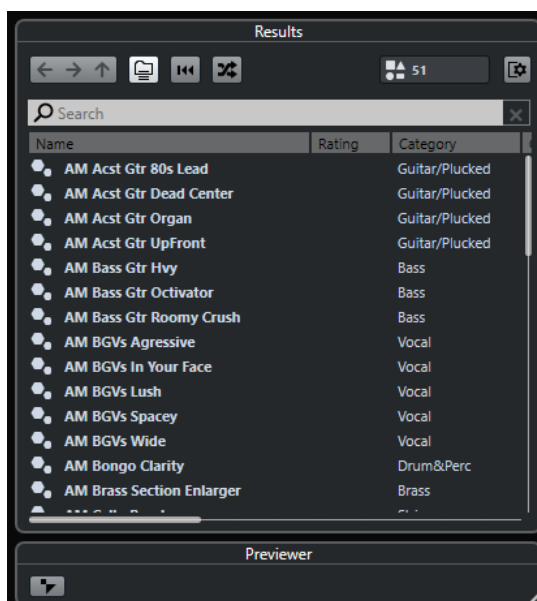 Results
51
Search
Name Rating Category
AM Acst Gtr 80s Lead Guitar/Plucked
AM Acst Gtr Dead Center Guitar/Plucked
AM Acst Gtr Organ Guitar/Plucked
AM Acst Gtr UpFront Guitar/Plucked
AM Bass Gtr Hvy Bass
AM Bass Gtr Octivator Bass
AM Bass Gtr Roomy Crush Bass
AM BGVs Agressive Vocal
AM BGVs In Your Face Vocal
AM BGVs Lush Vocal
AM BGVs Spacey Vocal
AM BGVs Wide Vocal
AM Bongo Clarity Drum&Perc
AM Brass Section Enlarger Brass
Previewer